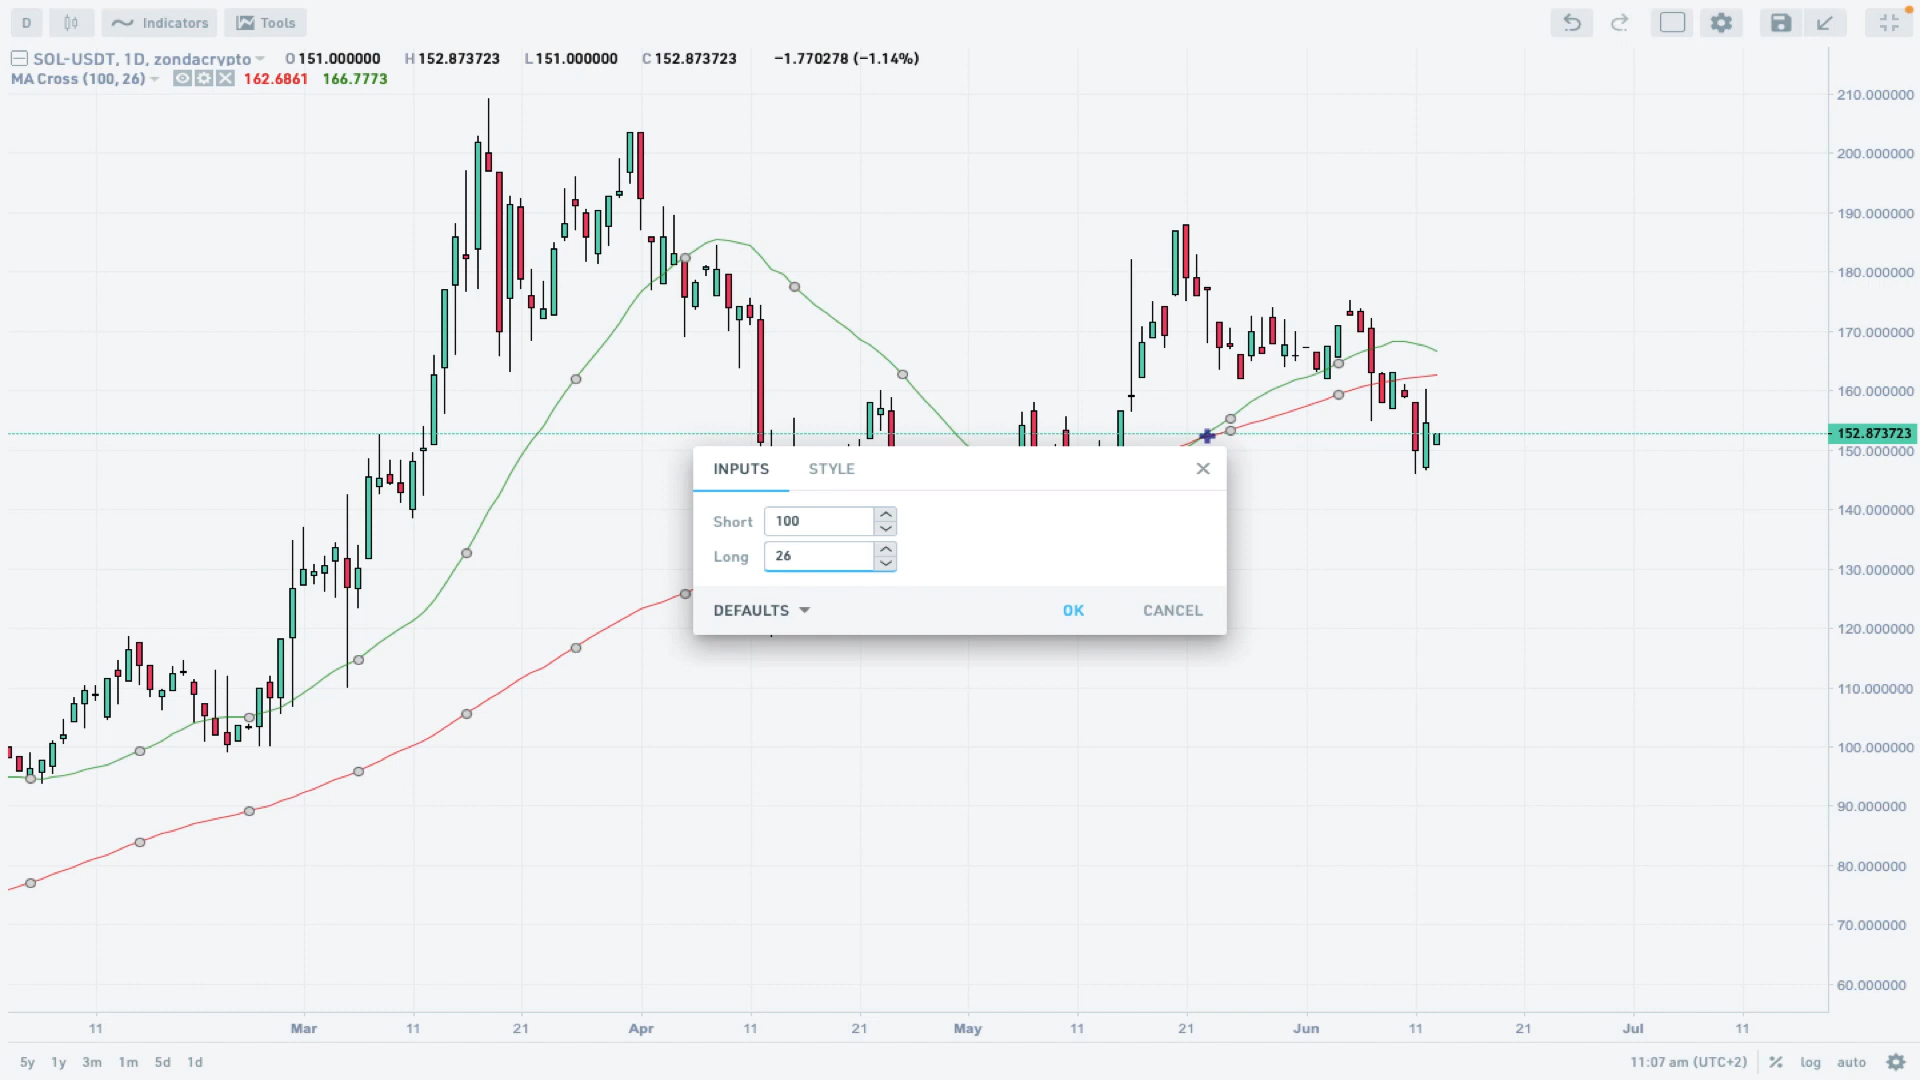 D Indicators Tools
SOL-USDT, 1D, zondacrypto O 151.000000 H 152.873723 L 151.000000 C 152.873723 −1.770278 (−1.14%)
MA Cross (100, 26) 162.6861 166.7773
210.000000
200.000000
190.000000
180.000000
170.000000
160.000000
152.873723
150.000000
140.000000
130.000000
120.000000
110.000000
100.000000
90.000000
80.000000
70.000000
60.000000
INPUTS STYLE
Short 100
Long 26
DEFAULTS OK CANCEL
11 Mar 11 21 Apr 11 21 May 11 21 Jun 11 21 Jul 11
5y 1y 3m 1m 5d 1d 11:07 am (UTC+2) % log auto